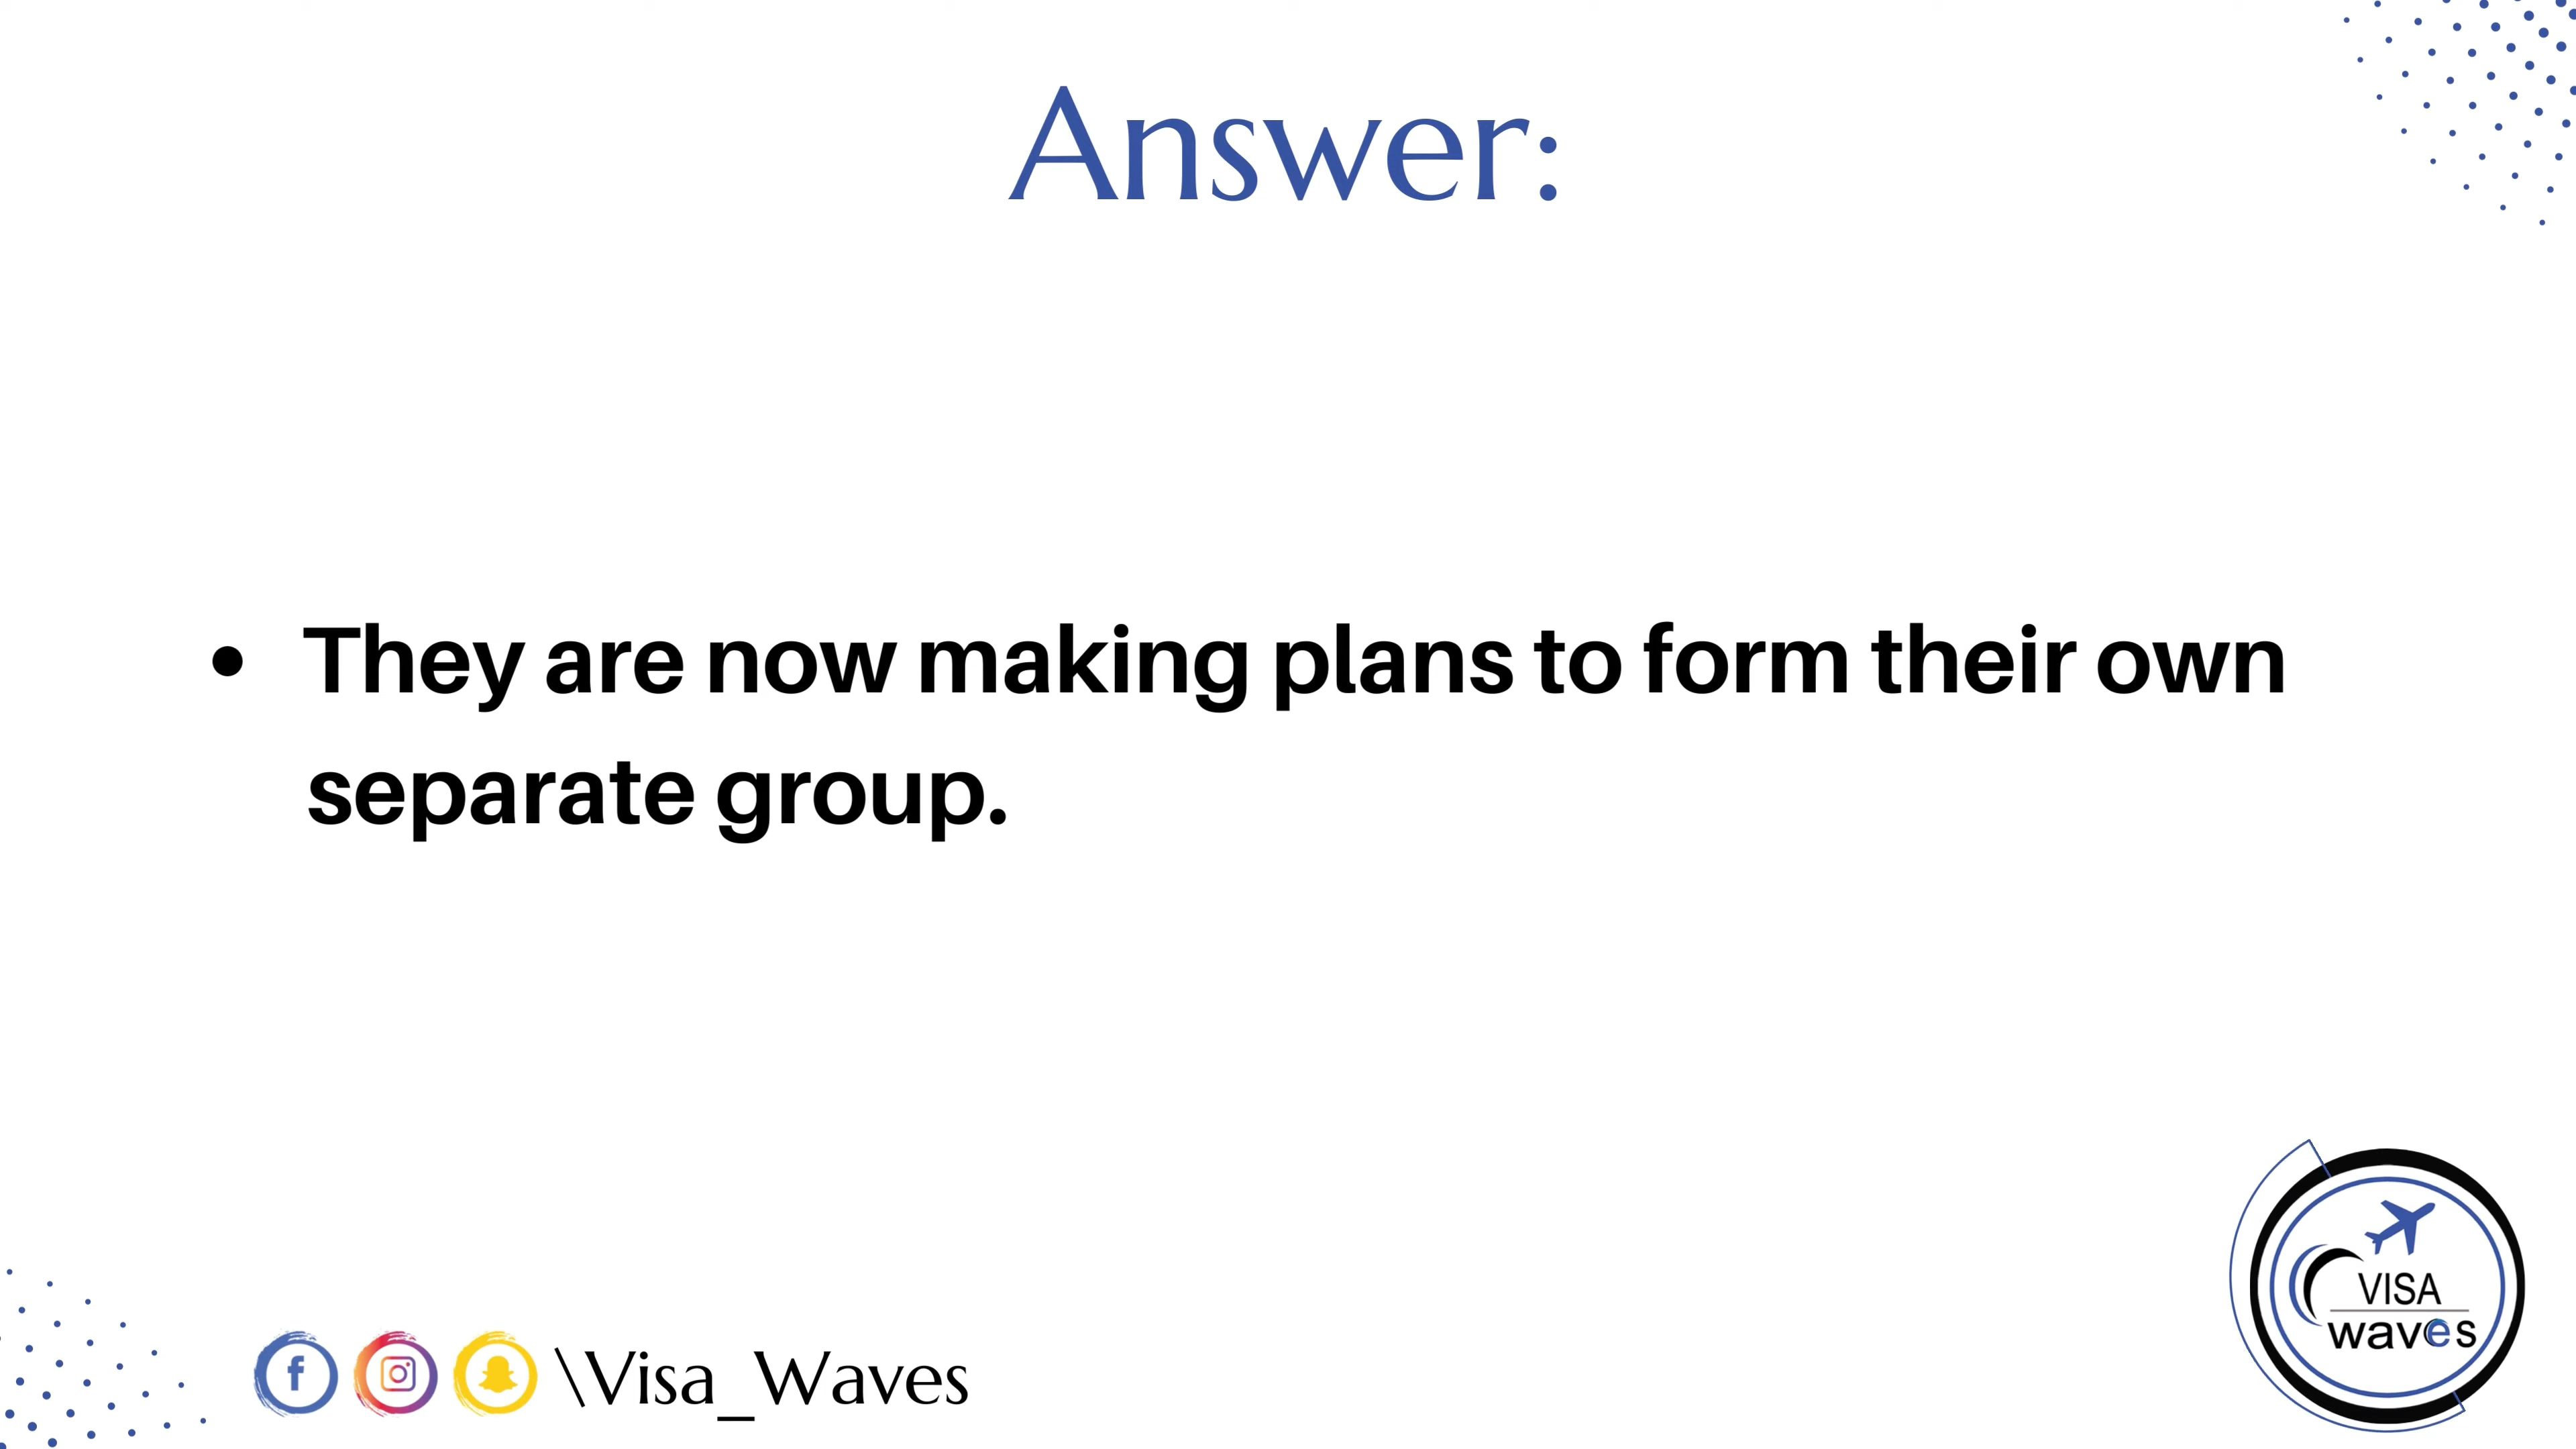 Answer:
• They are now making plans to form their own
separate group.
\Visa_Waves
VISA
waves